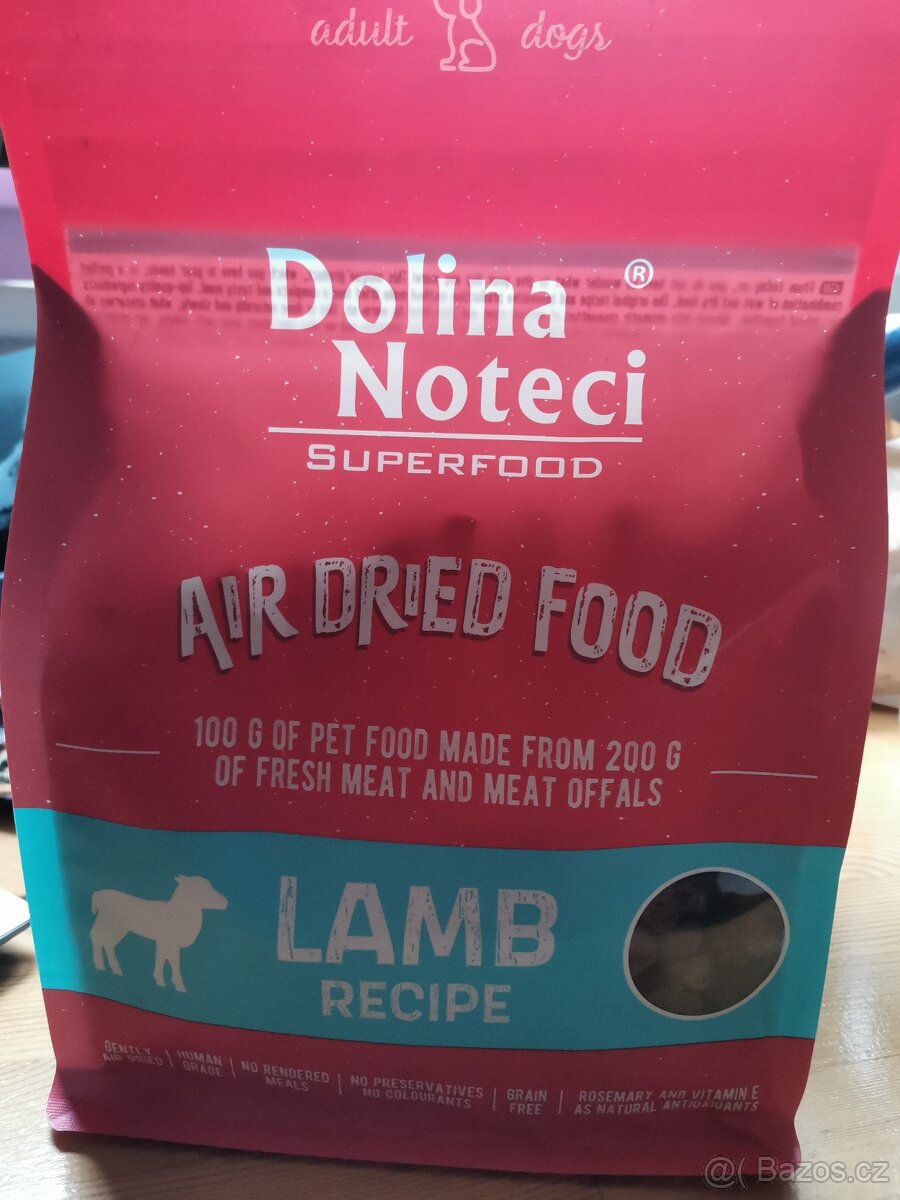 adult dogs
Dolina ®
Noteci
SUPERFOOD
AIR DRIED FOOD
100 G OF PET FOOD MADE FROM 200 G
OF FRESH MEAT AND MEAT OFFALS
LAMB
RECIPE
GENTLY AIR DRIED | HUMAN GRADE | NO RENDERED MEALS | NO PRESERVATIVES NO COLOURANTS | GRAIN FREE | ROSEMARY AND VITAMIN E AS NATURAL ANTIOXIDANTS
@( Bazos.cz